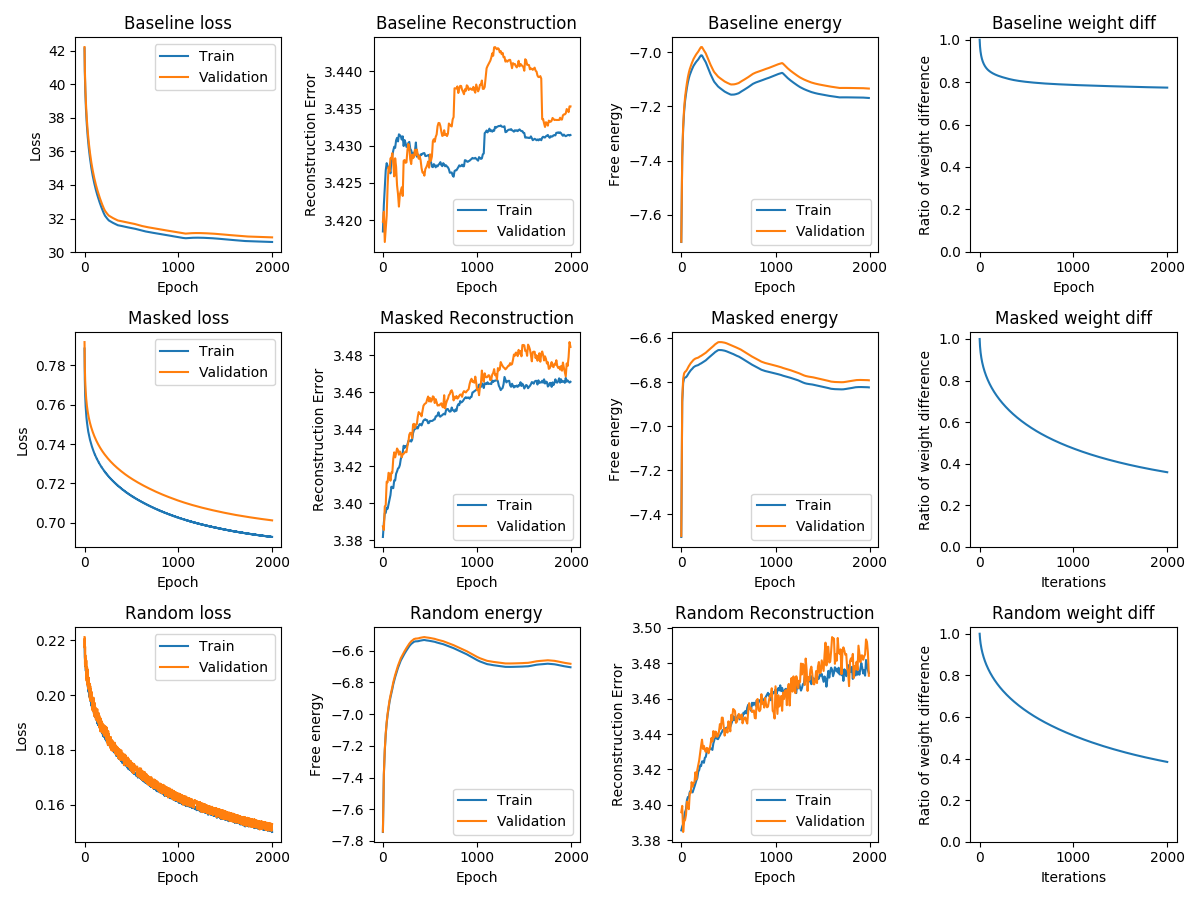 Baseline loss
42
40
38
36
34
32
30
Loss
Train
Validation
0 1000 2000
Epoch
Baseline Reconstruction
3.440
3.435
3.430
3.425
3.420
Reconstruction Error
Train
Validation
0 1000 2000
Epoch
Baseline energy
−7.0
−7.2
−7.4
−7.6
Free energy
Train
Validation
0 1000 2000
Epoch
Baseline weight diff
1.0
0.8
0.6
0.4
0.2
0.0
Ratio of weight difference
0 1000 2000
Epoch
Masked loss
0.78
0.76
0.74
0.72
0.70
Loss
Train
Validation
0 1000 2000
Epoch
Masked Reconstruction
3.48
3.46
3.44
3.42
3.40
3.38
Reconstruction Error
Train
Validation
0 1000 2000
Epoch
Masked energy
−6.6
−6.8
−7.0
−7.2
−7.4
Free energy
Train
Validation
0 1000 2000
Epoch
Masked weight diff
1.0
0.8
0.6
0.4
0.2
0.0
Ratio of weight difference
0 1000 2000
Iterations
Random loss
0.22
0.20
0.18
0.16
Loss
Train
Validation
0 1000 2000
Epoch
Random energy
−6.6
−6.8
−7.0
−7.2
−7.4
−7.6
−7.8
Free energy
Train
Validation
0 1000 2000
Epoch
Random Reconstruction
3.50
3.48
3.46
3.44
3.42
3.40
3.38
Reconstruction Error
Train
Validation
0 1000 2000
Epoch
Random weight diff
1.0
0.8
0.6
0.4
0.2
0.0
Ratio of weight difference
0 1000 2000
Iterations